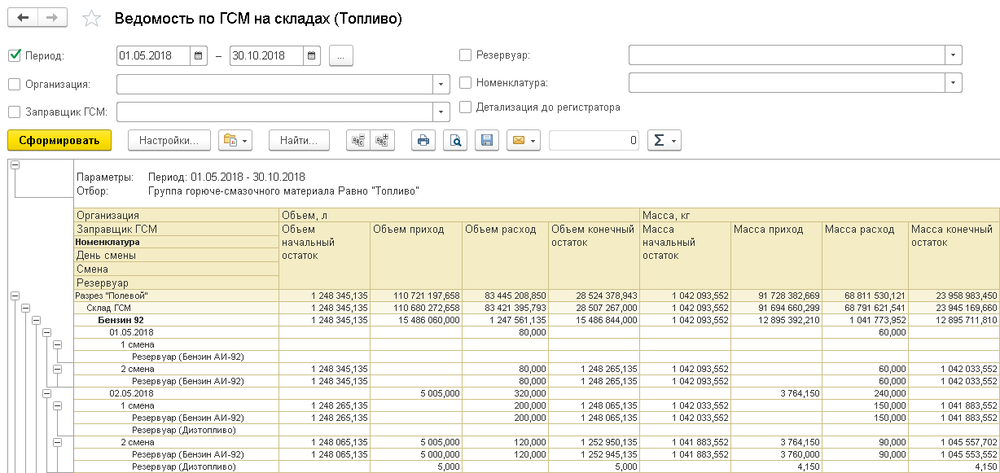 Ведомость по ГСМ на складах (Топливо)
Период: 01.05.2018 – 30.10.2018 ... Резервуар:
Организация: Номенклатура:
Заправщик ГСМ: Детализация до регистратора
Сформировать Настройки... Найти... 0 Σ
Параметры: Период: 01.05.2018 - 30.10.2018
Отбор: Группа горюче-смазочного материала Равно "Топливо"
Организация Объем, л Масса, кг
Заправщик ГСМ Объем начальный остаток Объем приход Объем расход Объем конечный остаток Масса начальный остаток Масса приход Масса расход Масса конечный остаток
Номенклатура
День смены
Смена
Резервуар
Разрез "Полевой" 1 248 345,135 110 721 197,658 83 445 208,850 28 524 378,943 1 042 093,552 91 728 382,669 68 811 530,121 23 958 983,450
Склад ГСМ 1 248 345,135 110 680 272,658 83 421 395,793 28 507 267,000 1 042 093,552 91 694 660,299 68 791 621,541 23 945 169,660
Бензин 92 1 248 345,135 15 486 060,000 1 247 561,135 15 486 844,000 1 042 093,552 12 895 392,210 1 041 773,952 12 895 711,810
01.05.2018 80,000 60,000
1 смена
Резервуар (Бензин АИ-92)
2 смена 1 248 345,135 80,000 1 248 265,135 1 042 093,552 60,000 1 042 033,552
Резервуар (Бензин АИ-92) 1 248 345,135 80,000 1 248 265,135 1 042 093,552 60,000 1 042 033,552
02.05.2018 5 005,000 320,000 3 764,150 240,000
1 смена 1 248 265,135 200,000 1 248 065,135 1 042 033,552 150,000 1 041 883,552
Резервуар (Бензин АИ-92) 1 248 265,135 200,000 1 248 065,135 1 042 033,552 150,000 1 041 883,552
Резервуар (Дизтопливо)
2 смена 1 248 065,135 5 005,000 120,000 1 252 950,135 1 041 883,552 3 764,150 90,000 1 045 557,702
Резервуар (Бензин АИ-92) 1 248 065,135 5 000,000 120,000 1 252 945,135 1 041 883,552 3 760,000 90,000 1 045 553,552
Резервуар (Дизтопливо) 5,000 5,000 4,150 4,150